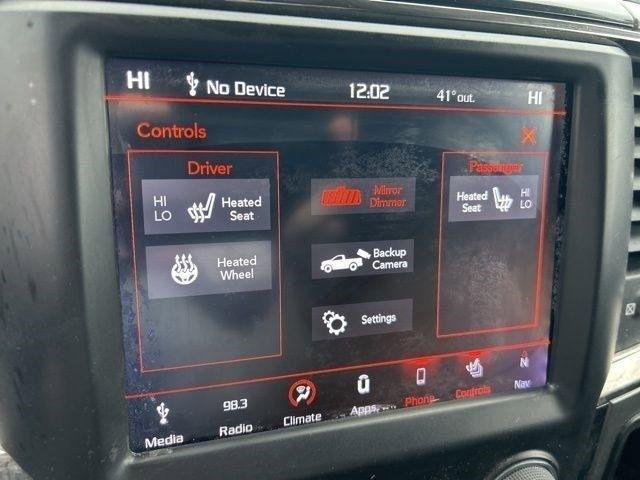 HI No Device 12:02 41° out. HI
Controls X
Driver
Passenger
HI
LO
Heated
Seat
Mirror
Dimmer
Heated
Seat
HI
LO
Heated
Wheel
Backup
Camera
Settings
Media
98.3
Radio
Climate
Apps
Phone
Controls
N
Nav